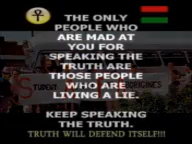 THE ONLY
PEOPLE WHO
ARE MAD AT
YOU FOR
SPEAKING THE
TRUTH ARE
THOSE PEOPLE
WHO ARE
LIVING A LIE.
KEEP SPEAKING
THE TRUTH.
TRUTH WILL DEFEND ITSELF!!!